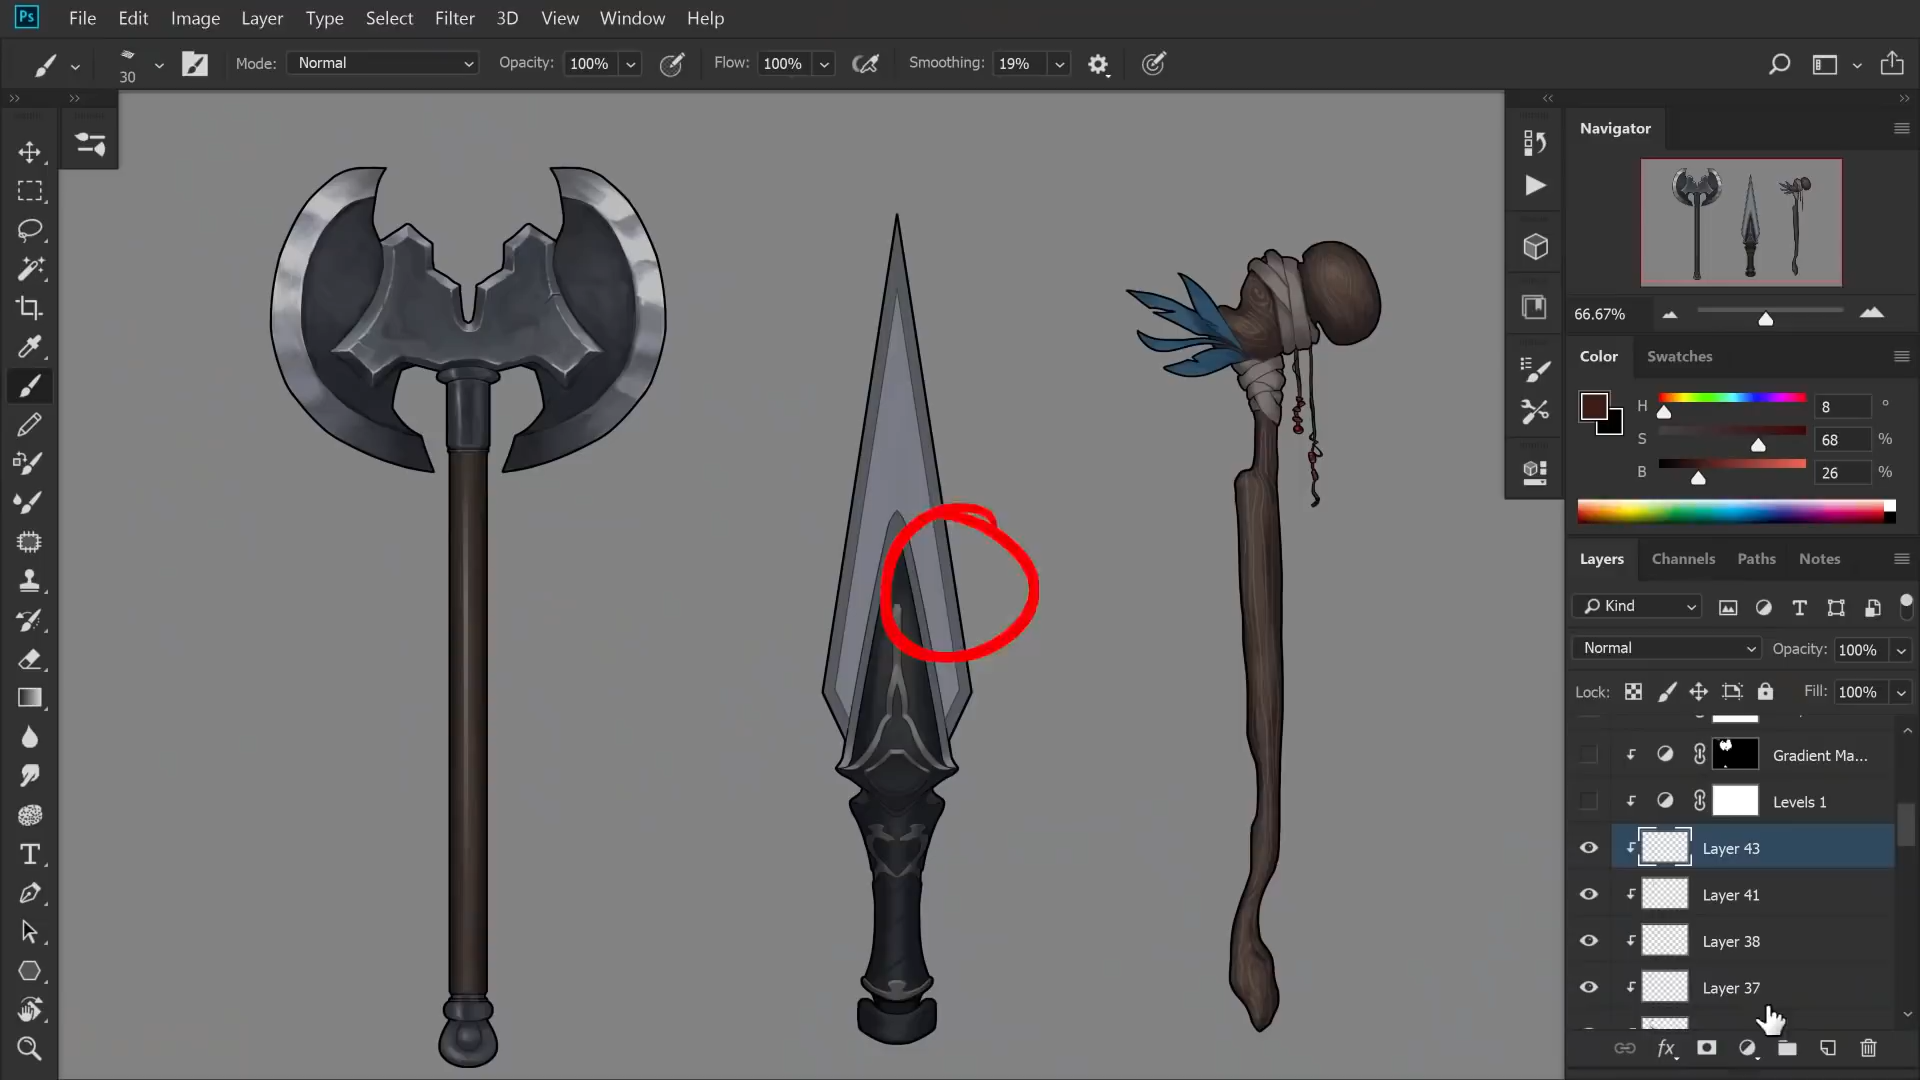 Ps File Edit Image Layer Type Select Filter 3D View Window Help
30 Mode: Normal Opacity: 100% Flow: 100% Smoothing: 19%
Navigator
66.67%
Color Swatches
H 8 °
S 68 %
B 26 %
Layers Channels Paths Notes
Kind
Normal Opacity: 100%
Lock: Fill: 100%
Gradient Ma...
Levels 1
Layer 43
Layer 41
Layer 38
Layer 37
fx